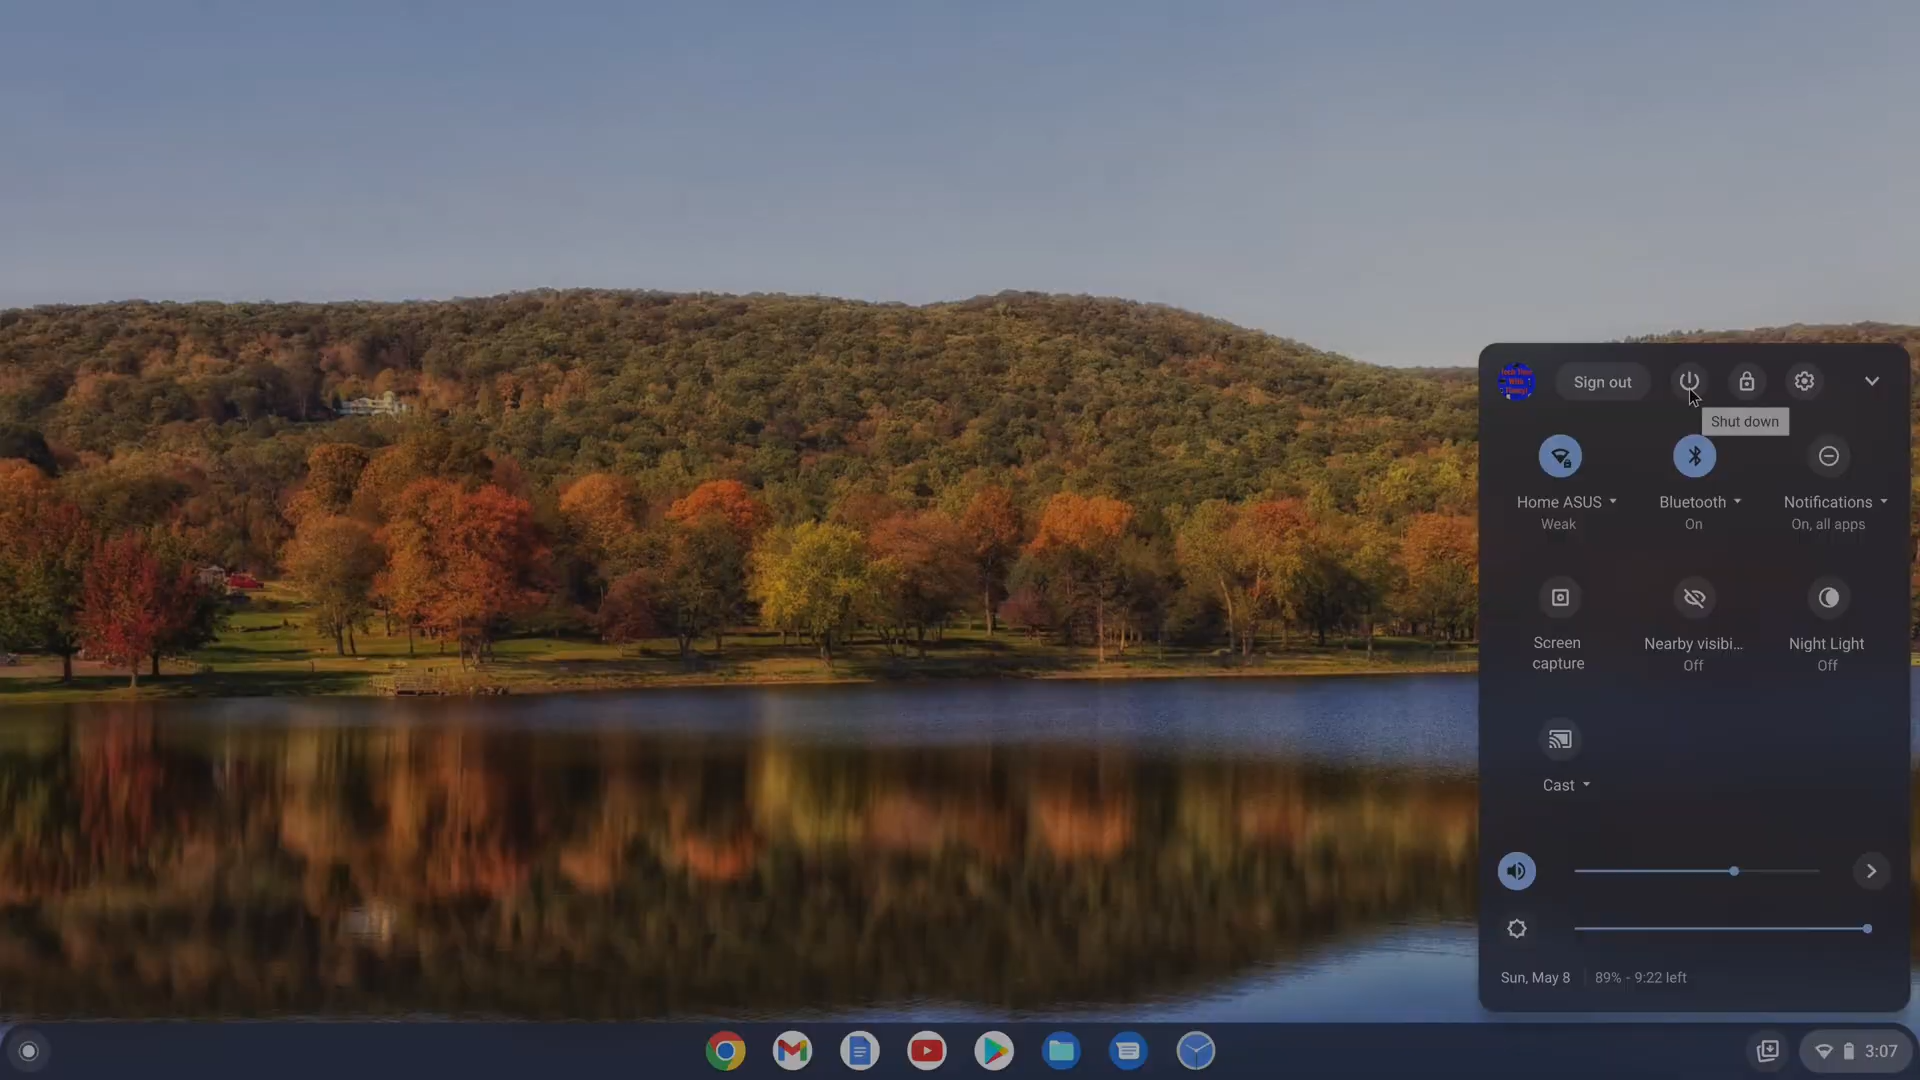 Sign out
Shut down
Home ASUS
Weak
Bluetooth
On
Notifications
On, all apps
Screen
capture
Nearby visibi...
Off
Night Light
Off
Cast
Sun, May 8
89% - 9:22 left
3:07